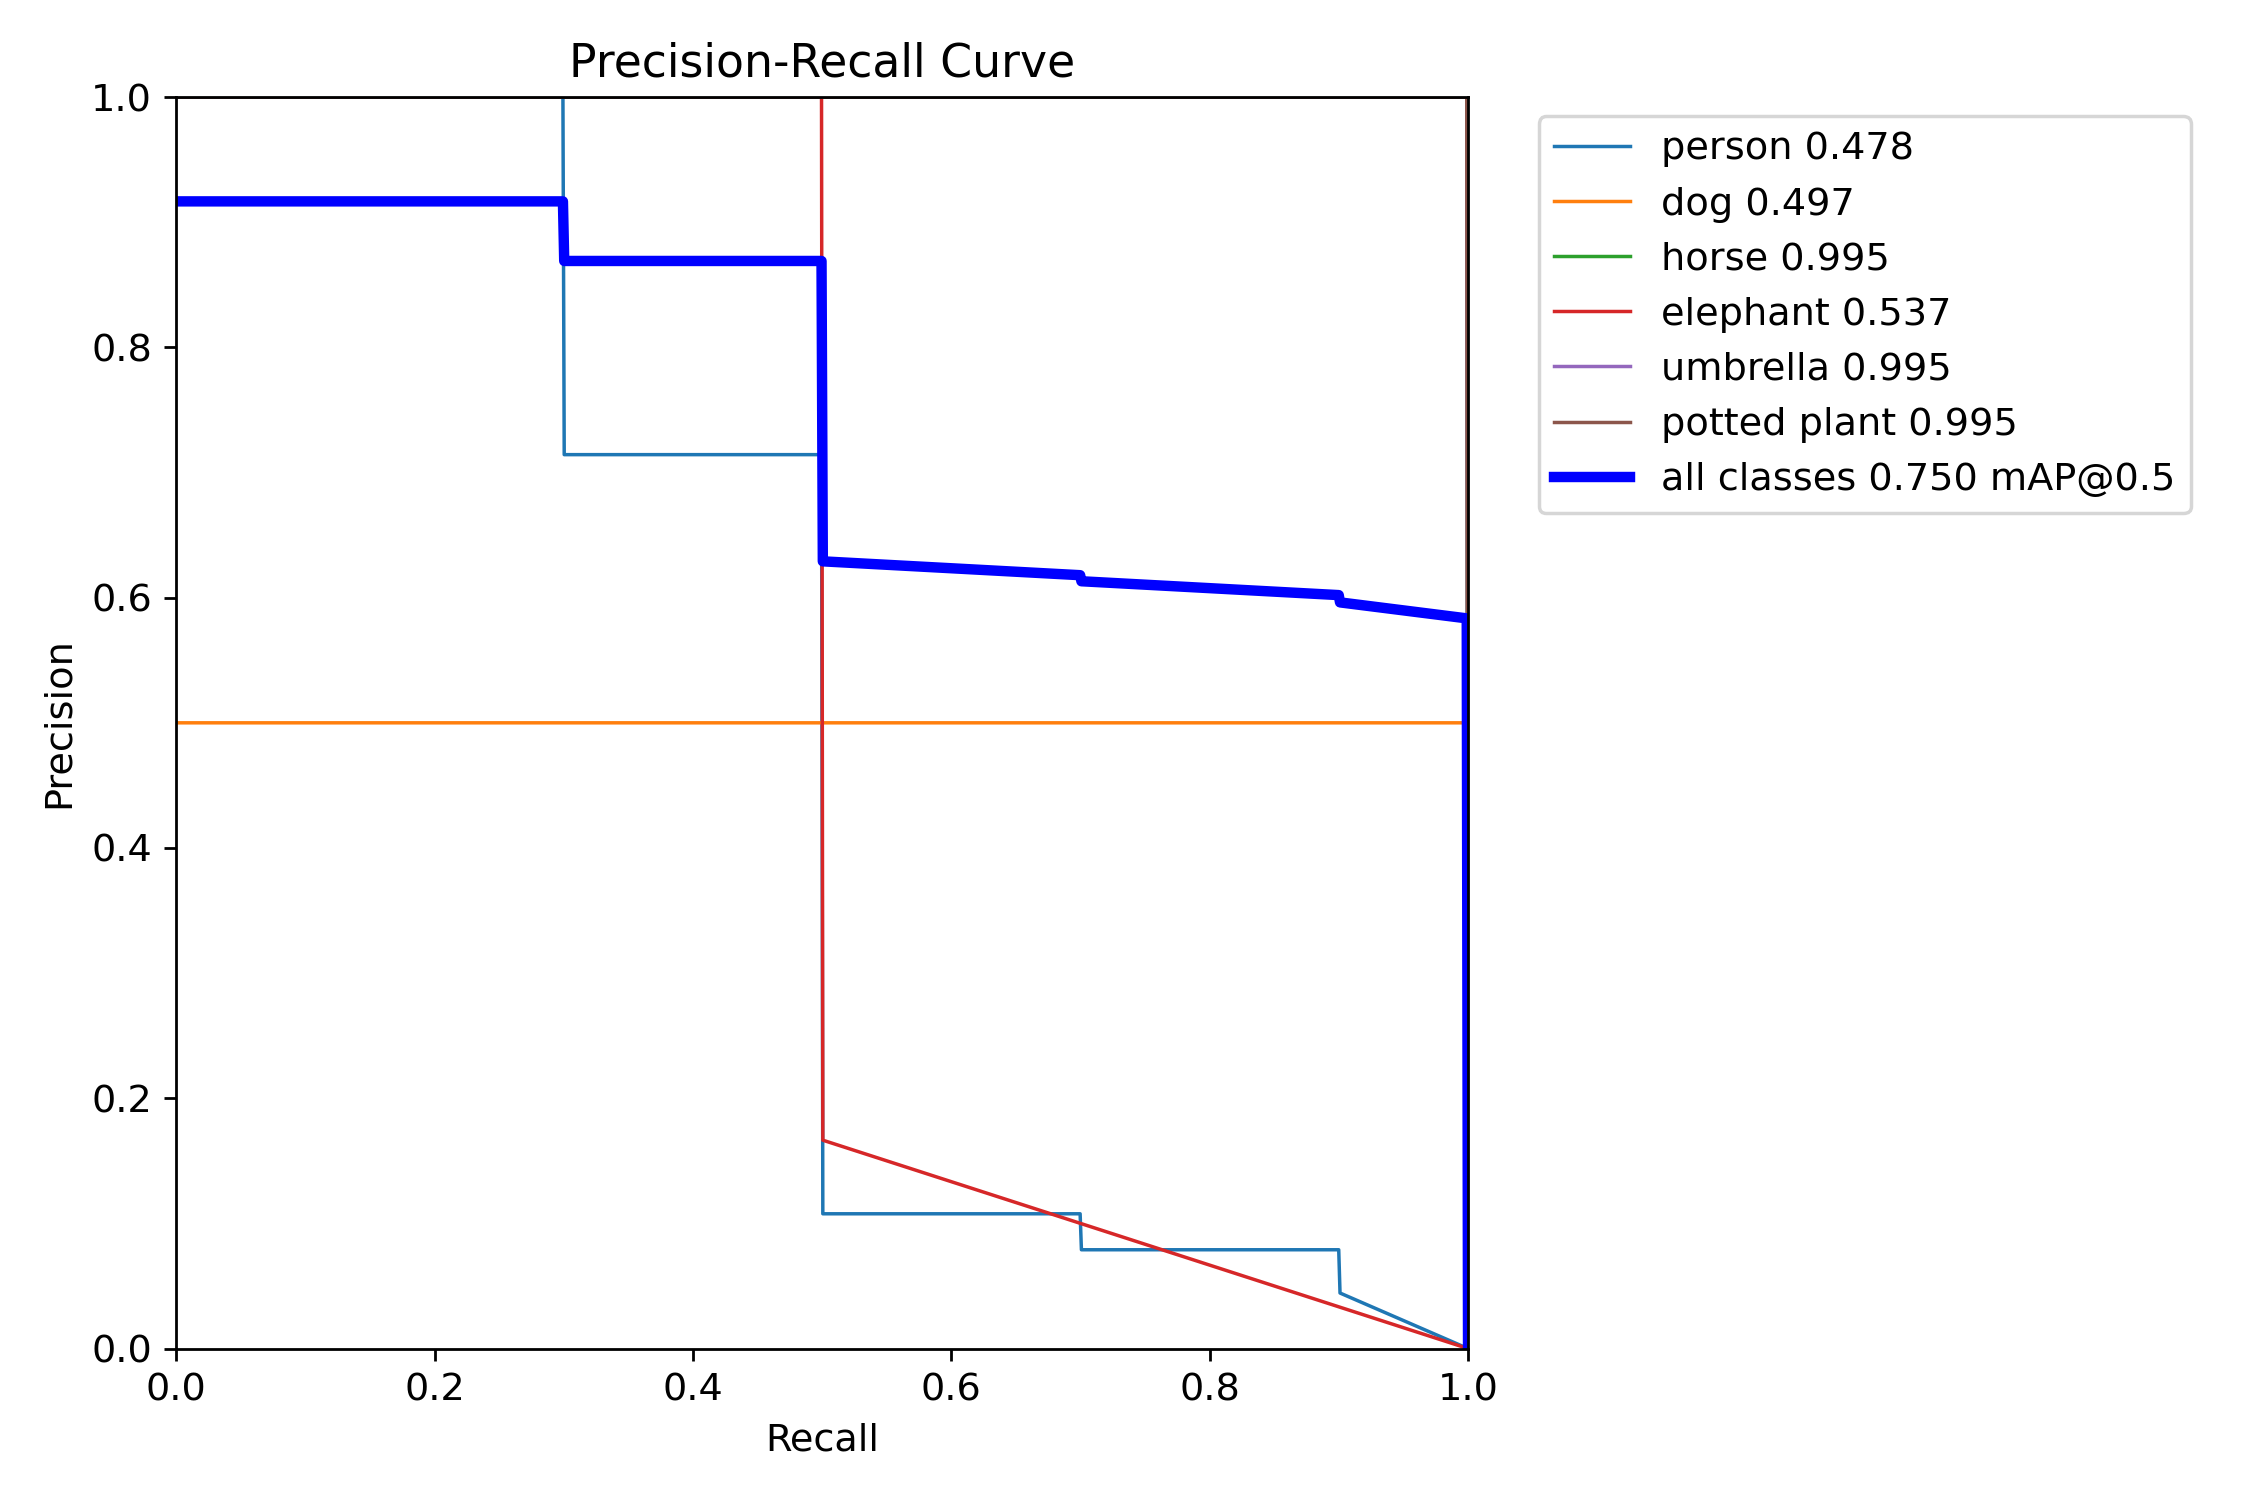 Precision-Recall Curve
1.0
0.8
0.6
0.4
0.2
0.0
Precision
0.0 0.2 0.4 0.6 0.8 1.0
Recall
person 0.478
dog 0.497
horse 0.995
elephant 0.537
umbrella 0.995
potted plant 0.995
all classes 0.750 mAP@0.5